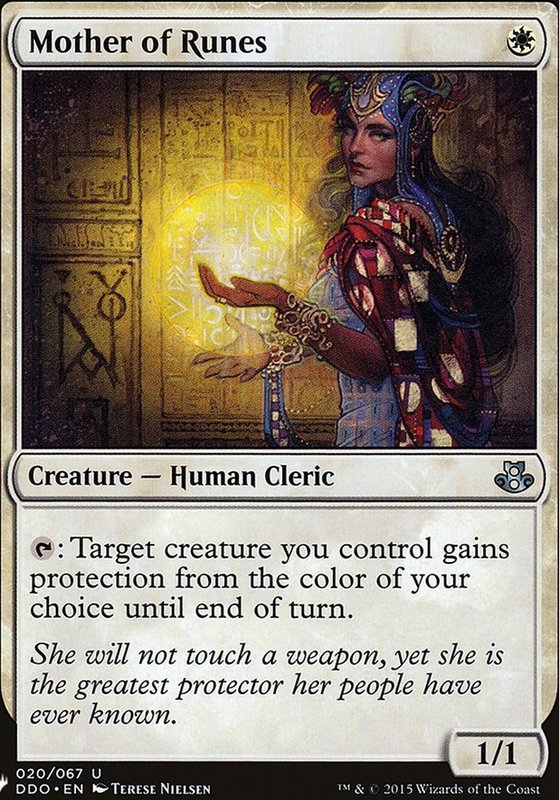 Mother of Runes
Creature — Human Cleric
: Target creature you control gains
protection from the color of your
choice until end of turn.
She will not touch a weapon, yet she is
the greatest protector her people have
ever known.
1/1
020/067 U
DDO • EN Terese Nielsen
™ & © 2015 Wizards of the Coast